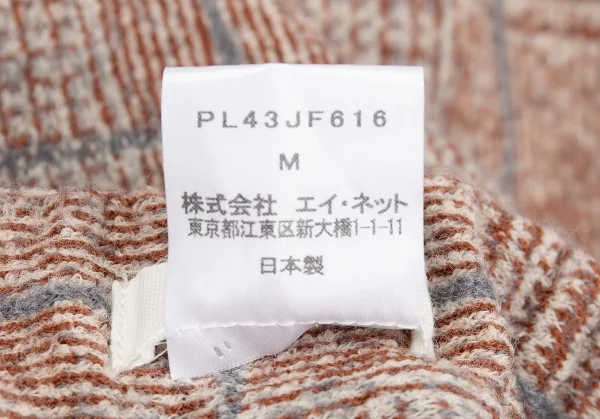 PL43JF616
M
株式会社 エイ・ネット
東京都江東区新大橋1-1-11
日本製